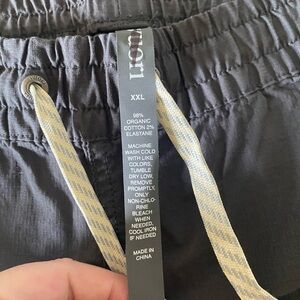 vuori
XXL
98%
ORGANIC
COTTON 2%
ELASTANE
MACHINE
WASH COLD
WITH LIKE
COLORS,
TUMBLE
DRY LOW,
REMOVE
PROMPTLY,
ONLY
NON-CHLO-
RINE
BLEACH
WHEN
NEEDED,
COOL IRON
IF NEEDED
MADE IN
CHINA